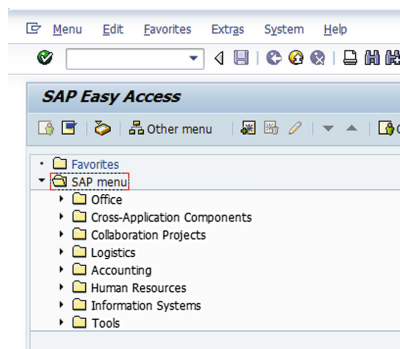 Menu Edit Favorites Extras System Help
SAP Easy Access
Other menu
Favorites
SAP menu
Office
Cross-Application Components
Collaboration Projects
Logistics
Accounting
Human Resources
Information Systems
Tools